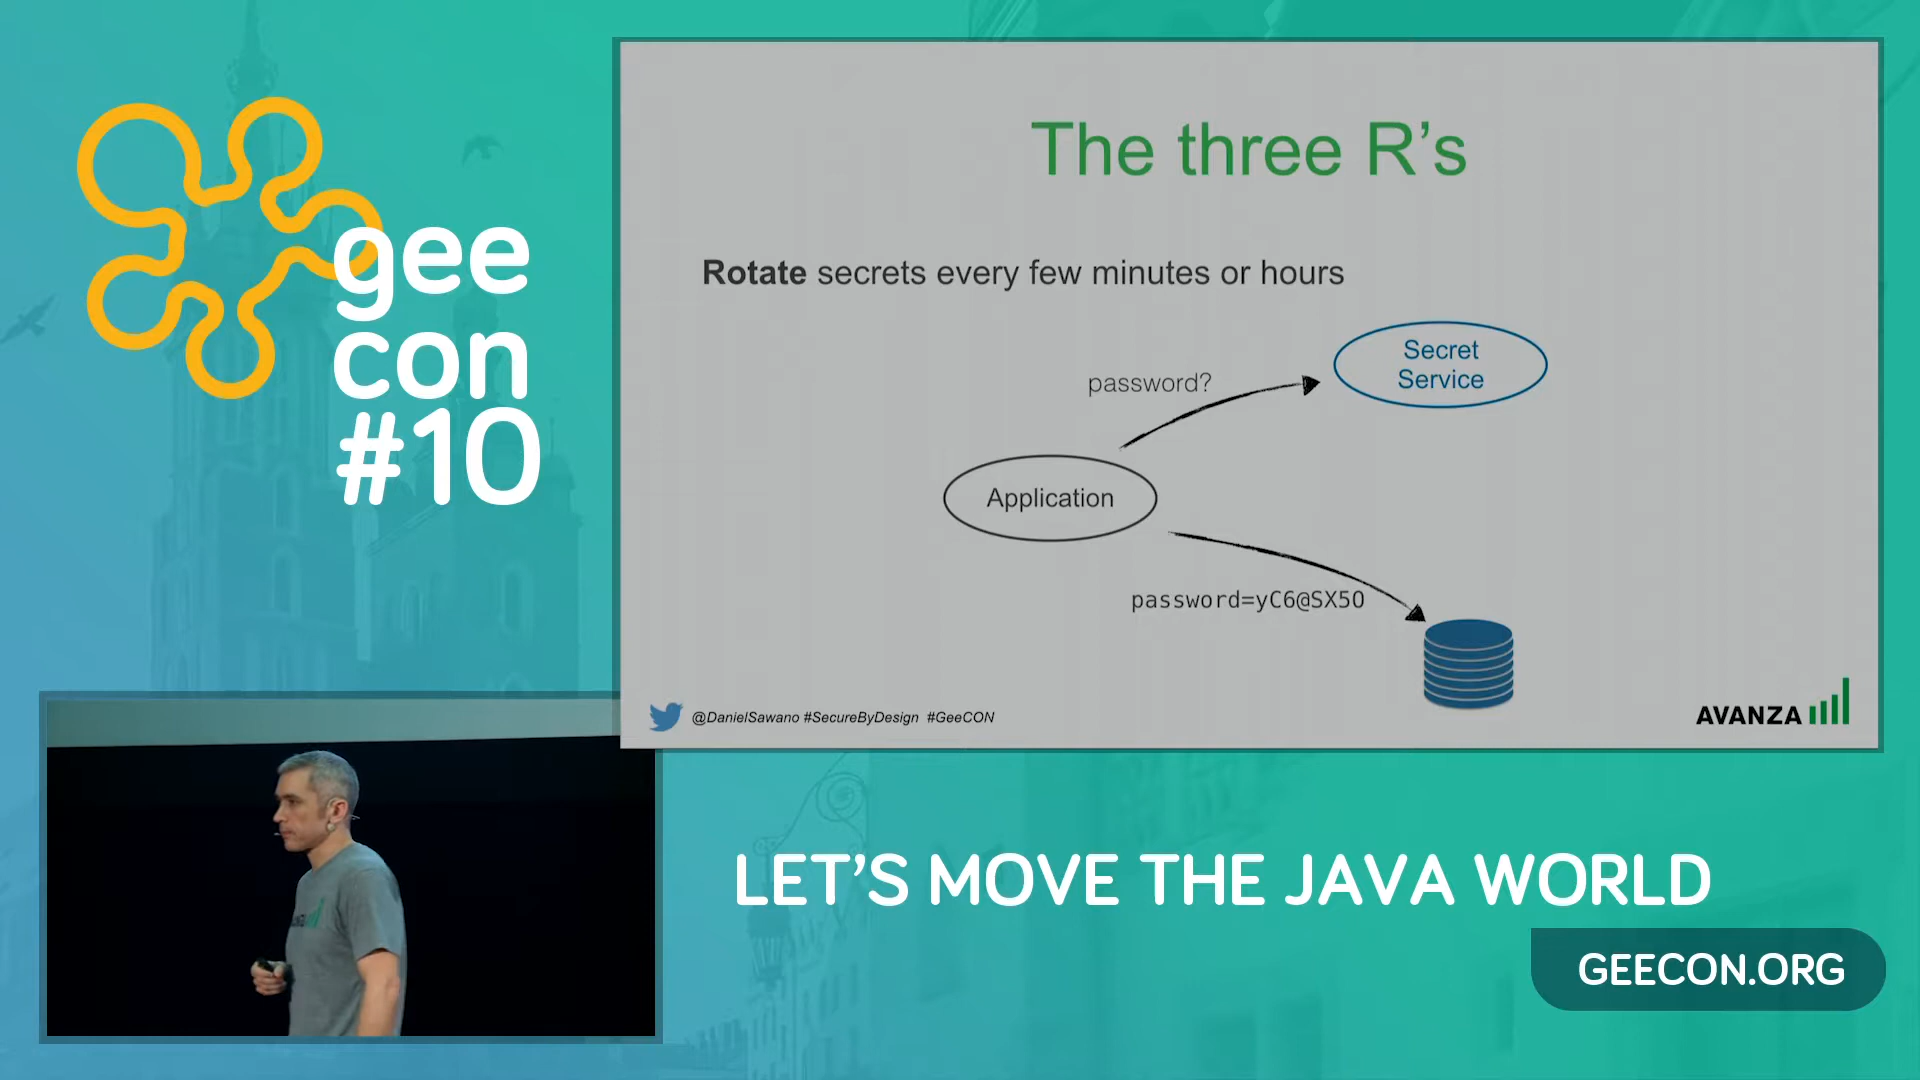 gee
con
#10
The three R's
Rotate secrets every few minutes or hours
Secret
Service
password?
Application
password=yC6@SX5O
@DanielSawano #SecureByDesign #GeeCON
AVANZA
LET'S MOVE THE JAVA WORLD
GEECON.ORG